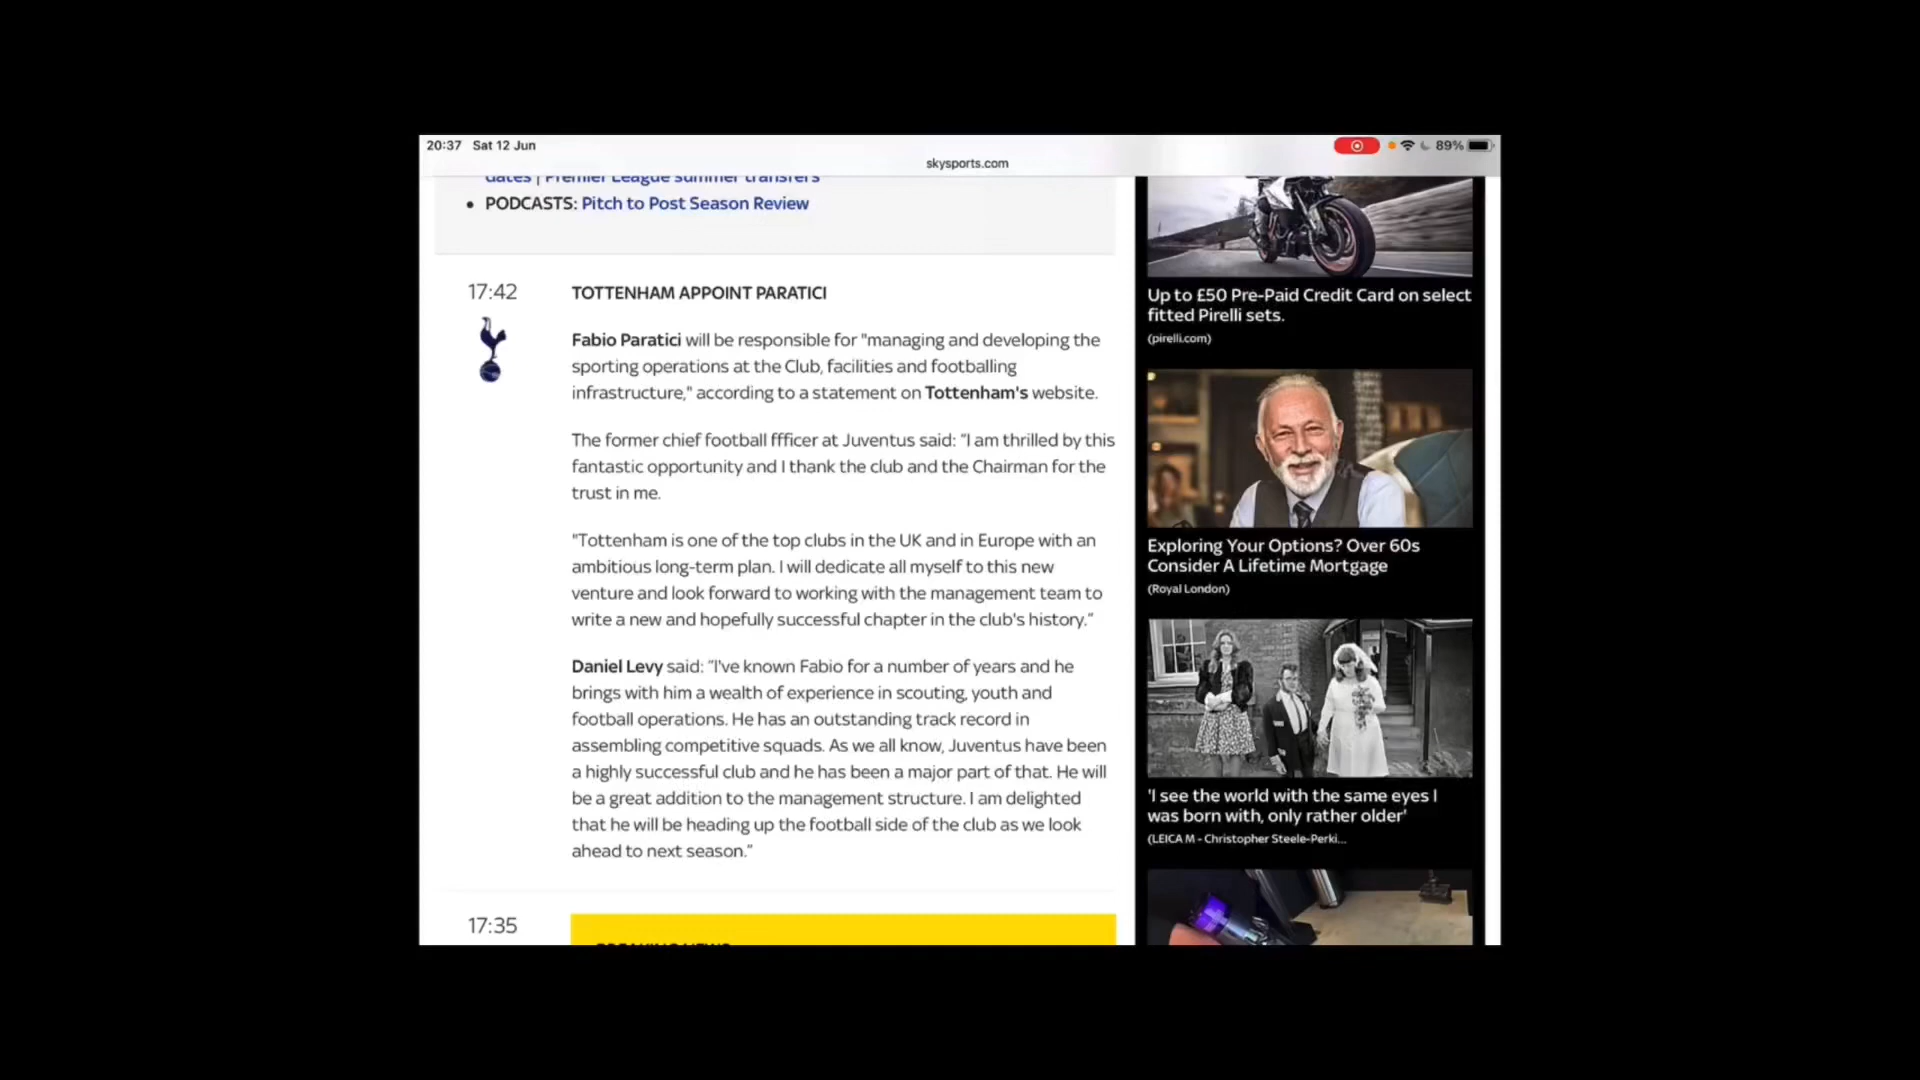 20:37 Sat 12 Jun
89%
skysports.com
dates | Premier League summer transfers
• PODCASTS: Pitch to Post Season Review
17:42
TOTTENHAM APPOINT PARATICI
Fabio Paratici will be responsible for "managing and developing the
sporting operations at the Club, facilities and footballing
infrastructure," according to a statement on Tottenham's website.
The former chief football ffficer at Juventus said: “I am thrilled by this
fantastic opportunity and I thank the club and the Chairman for the
trust in me.
"Tottenham is one of the top clubs in the UK and in Europe with an
ambitious long-term plan. I will dedicate all myself to this new
venture and look forward to working with the management team to
write a new and hopefully successful chapter in the club's history.”
Daniel Levy said: “I've known Fabio for a number of years and he
brings with him a wealth of experience in scouting, youth and
football operations. He has an outstanding track record in
assembling competitive squads. As we all know, Juventus have been
a highly successful club and he has been a major part of that. He will
be a great addition to the management structure. I am delighted
that he will be heading up the football side of the club as we look
ahead to next season.”
17:35
BREAKING NEWS
Up to £50 Pre-Paid Credit Card on select
fitted Pirelli sets.
(pirelli.com)
Exploring Your Options? Over 60s
Consider A Lifetime Mortgage
(Royal London)
'I see the world with the same eyes I
was born with, only rather older'
(LEICA M - Christopher Steele-Perki...